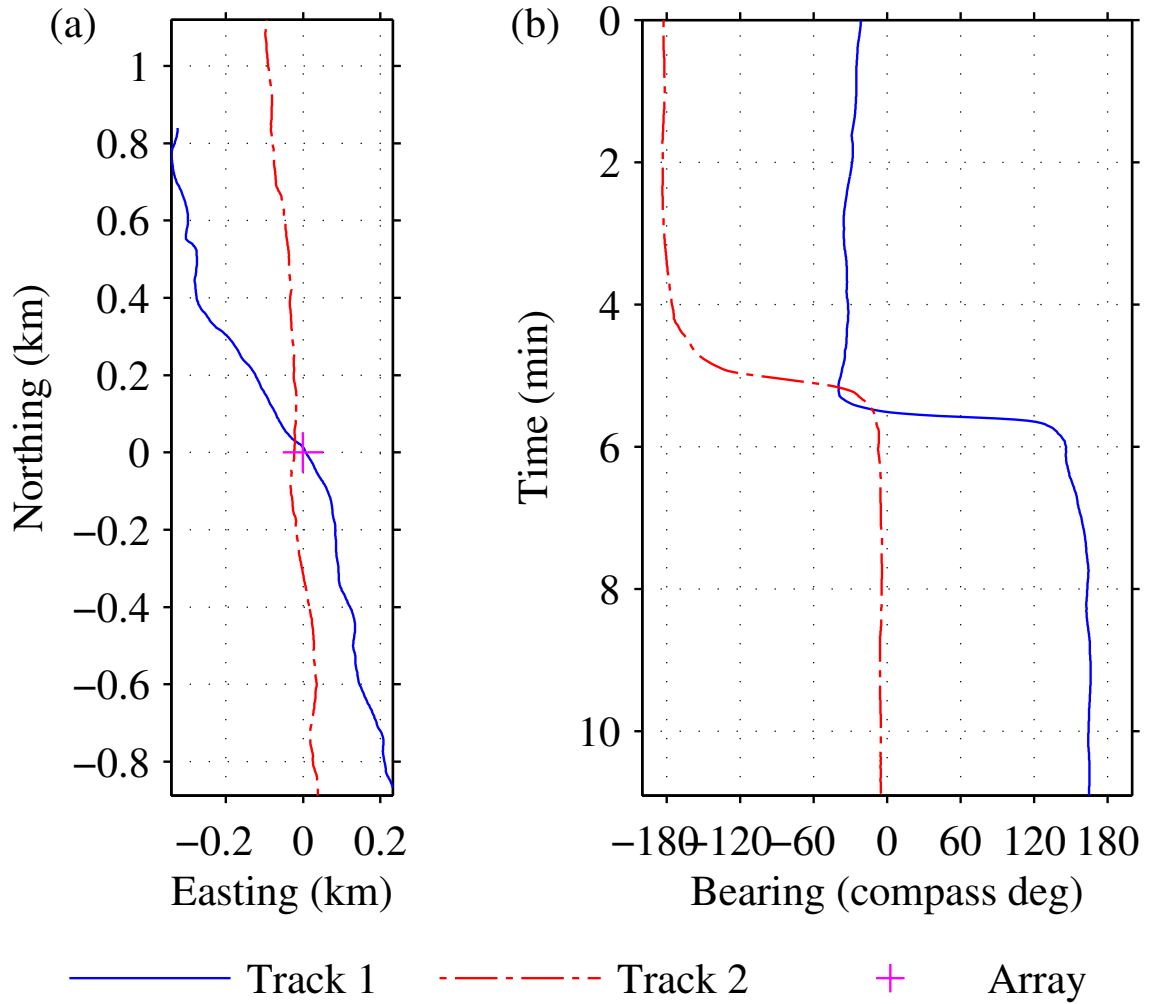 (a)
1
0.8
0.6
0.4
0.2
0
−0.2
−0.4
−0.6
−0.8
Northing (km)
−0.2 0 0.2
Easting (km)
(b)
0
2
4
6
8
10
Time (min)
−180 −120 −60 0 60 120 180
Bearing (compass deg)
Track 1 Track 2 Array